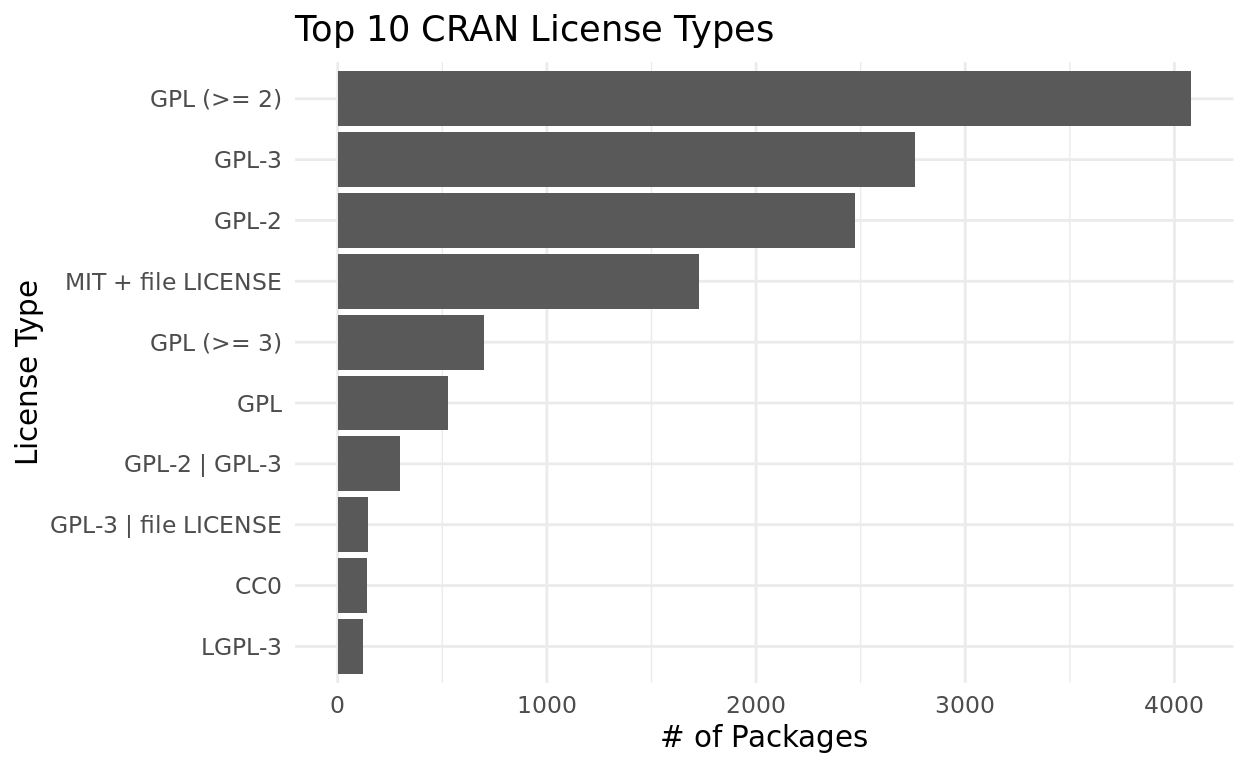 Top 10 CRAN License Types
License Type
GPL (>= 2)
GPL-3
GPL-2
MIT + file LICENSE
GPL (>= 3)
GPL
GPL-2 | GPL-3
GPL-3 | file LICENSE
CC0
LGPL-3
0 1000 2000 3000 4000
# of Packages